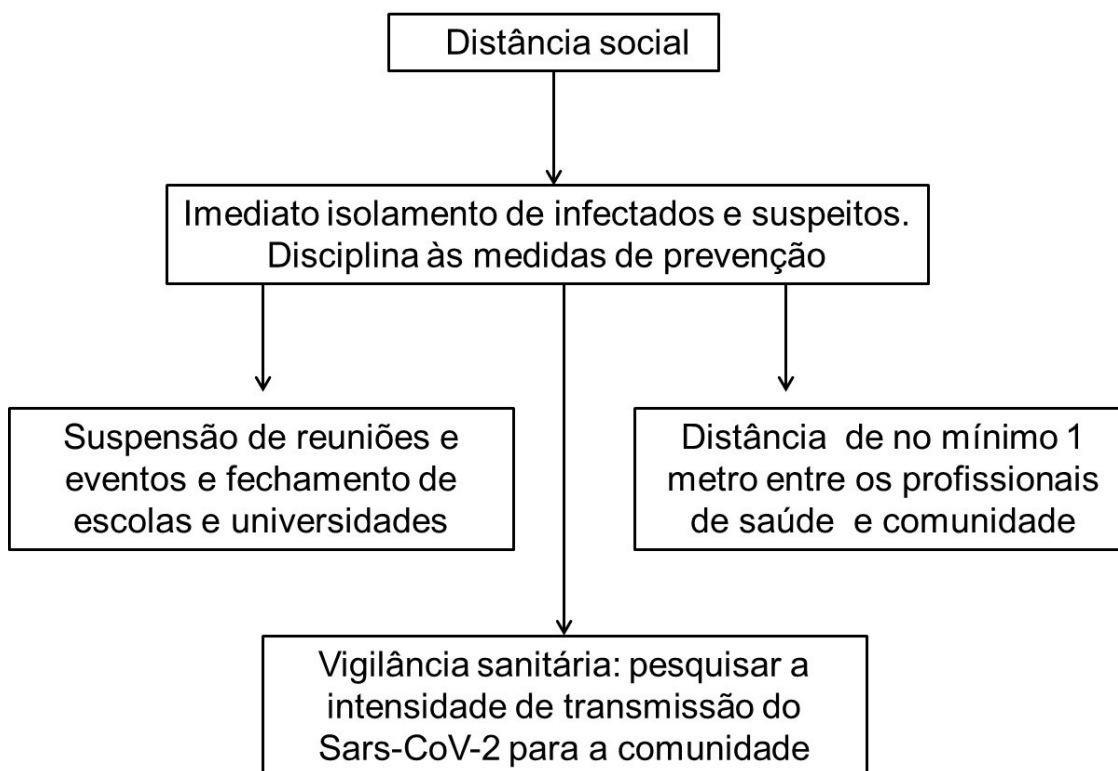 Distância social
Imediato isolamento de infectados e suspeitos.
Disciplina às medidas de prevenção
Suspensão de reuniões e
eventos e fechamento de
escolas e universidades
Distância de no mínimo 1
metro entre os profissionais
de saúde e comunidade
Vigilância sanitária: pesquisar a
intensidade de transmissão do
Sars-CoV-2 para a comunidade